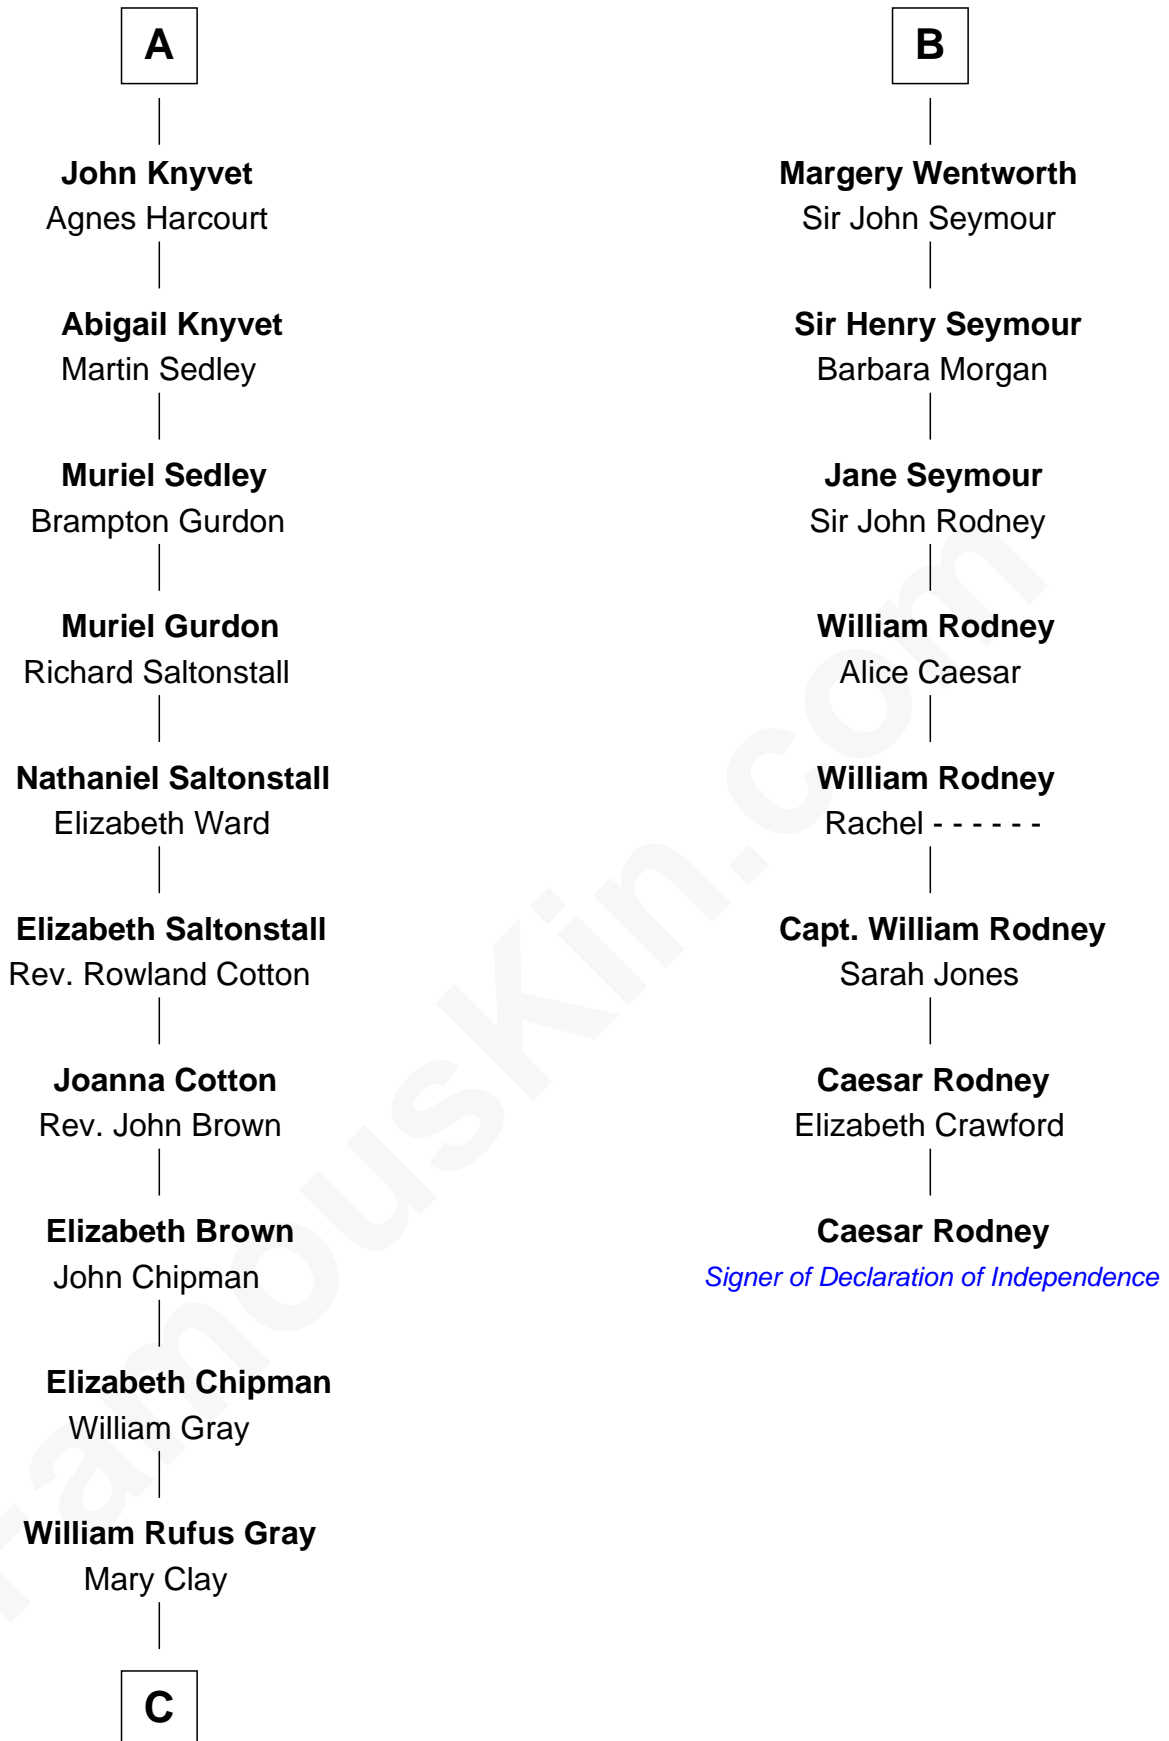 A
John Knyvet
Agnes Harcourt
Abigail Knyvet
Martin Sedley
Muriel Sedley
Brampton Gurdon
Muriel Gurdon
Richard Saltonstall
Nathaniel Saltonstall
Elizabeth Ward
Elizabeth Saltonstall
Rev. Rowland Cotton
Joanna Cotton
Rev. John Brown
Elizabeth Brown
John Chipman
Elizabeth Chipman
William Gray
William Rufus Gray
Mary Clay
C
B
Margery Wentworth
Sir John Seymour
Sir Henry Seymour
Barbara Morgan
Jane Seymour
Sir John Rodney
William Rodney
Alice Caesar
William Rodney
Rachel - - - - - -
Capt. William Rodney
Sarah Jones
Caesar Rodney
Elizabeth Crawford
Caesar Rodney
Signer of Declaration of Independence
FamousKin.com